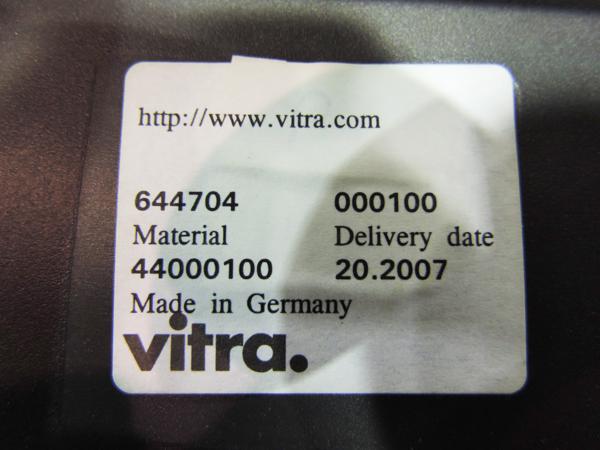 http://www.vitra.com
644704 000100
Material Delivery date
44000100 20.2007
Made in Germany
vitra.